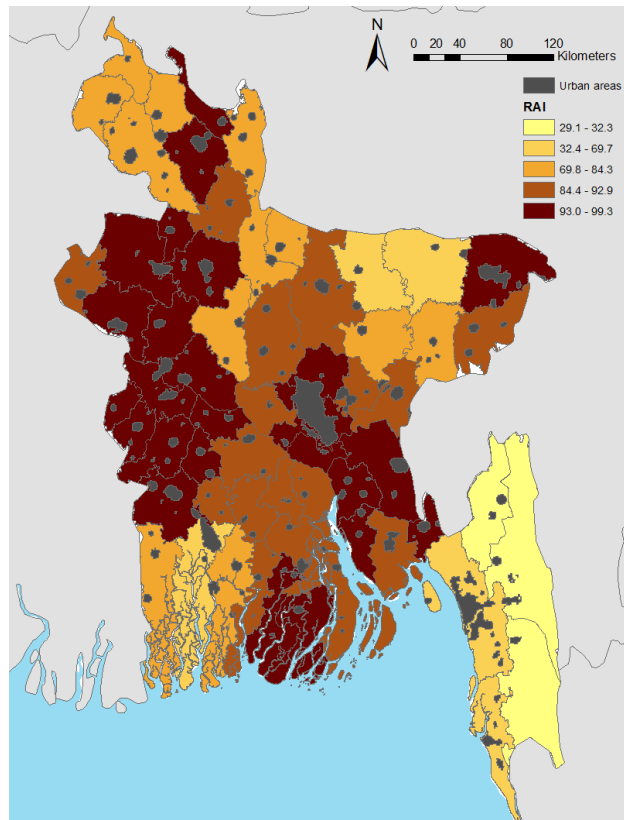 N
0 20 40 80 120
Kilometers
Urban areas
RAI
29.1 - 32.3
32.4 - 69.7
69.8 - 84.3
84.4 - 92.9
93.0 - 99.3